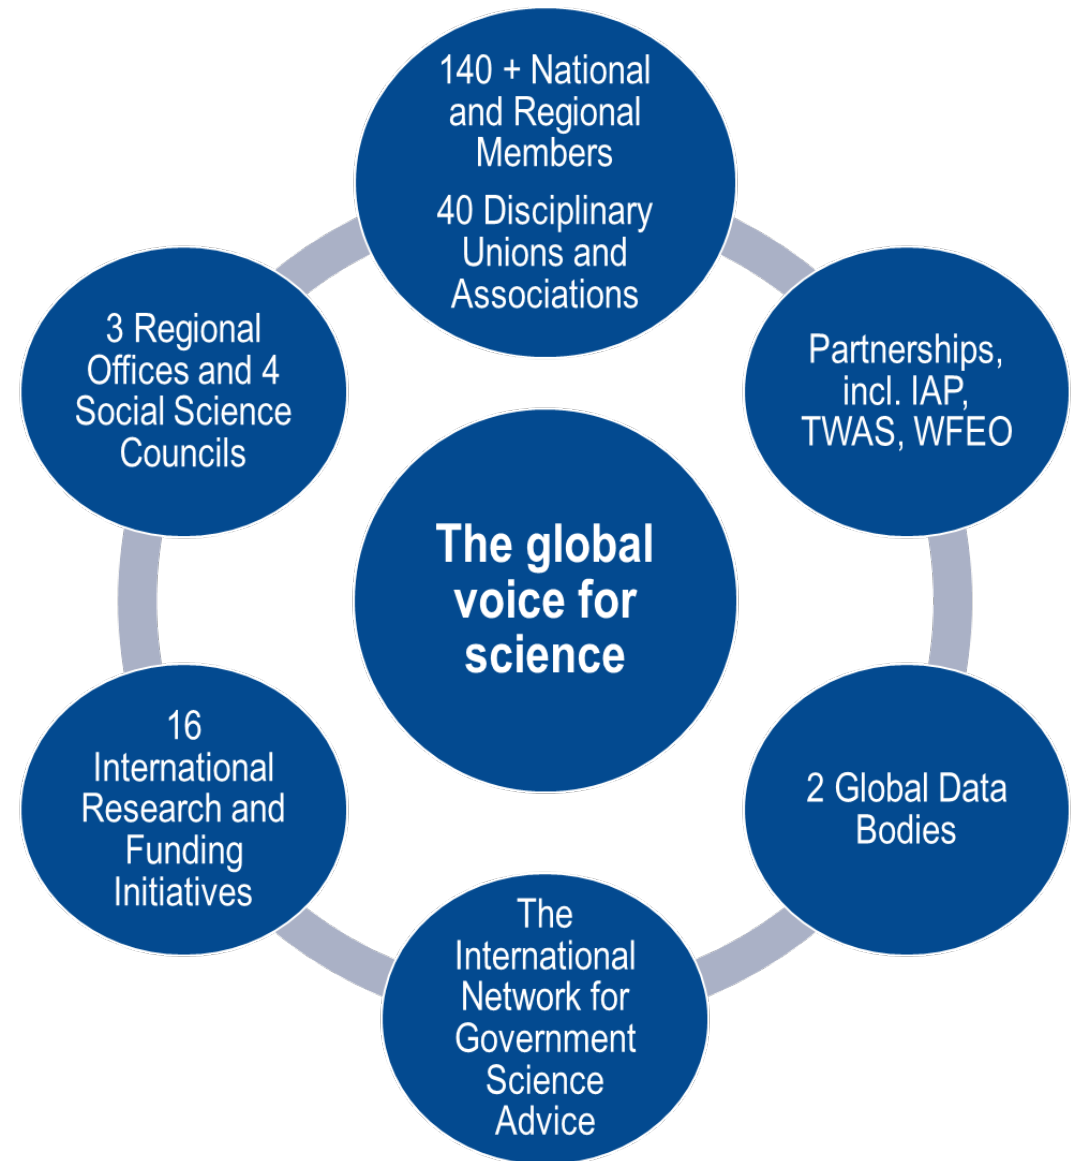 140 + National
and Regional
Members
40 Disciplinary
Unions and
Associations
Partnerships,
incl. IAP,
TWAS, WFEO
2 Global Data
Bodies
The
International
Network for
Government
Science
Advice
16
International
Research and
Funding
Initiatives
3 Regional
Offices and 4
Social Science
Councils
The global
voice for
science